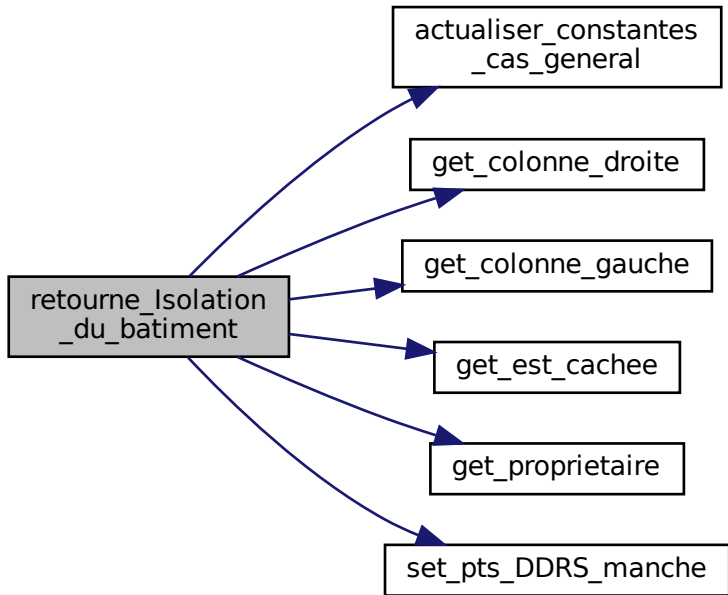 actualiser_constantes
_cas_general
get_colonne_droite
get_colonne_gauche
retourne_Isolation
_du_batiment
get_est_cachee
get_proprietaire
set_pts_DDRS_manche